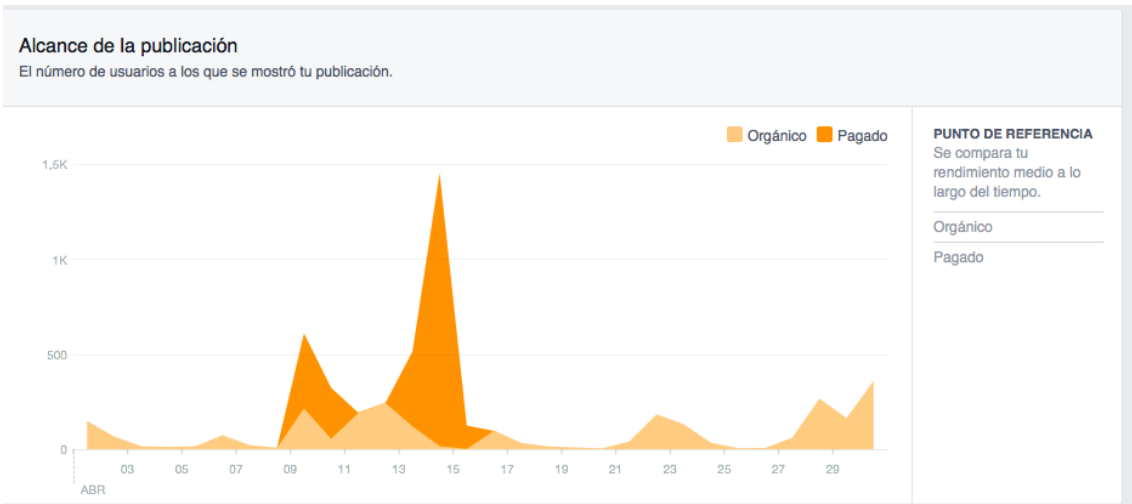 Alcance de la publicación
El número de usuarios a los que se mostró tu publicación.
Orgánico Pagado
PUNTO DE REFERENCIA
Se compara tu
rendimiento medio a lo
largo del tiempo.
Orgánico
Pagado
1,5K
1K
500
0
03 05 07 09 11 13 15 17 19 21 23 25 27 29
ABR